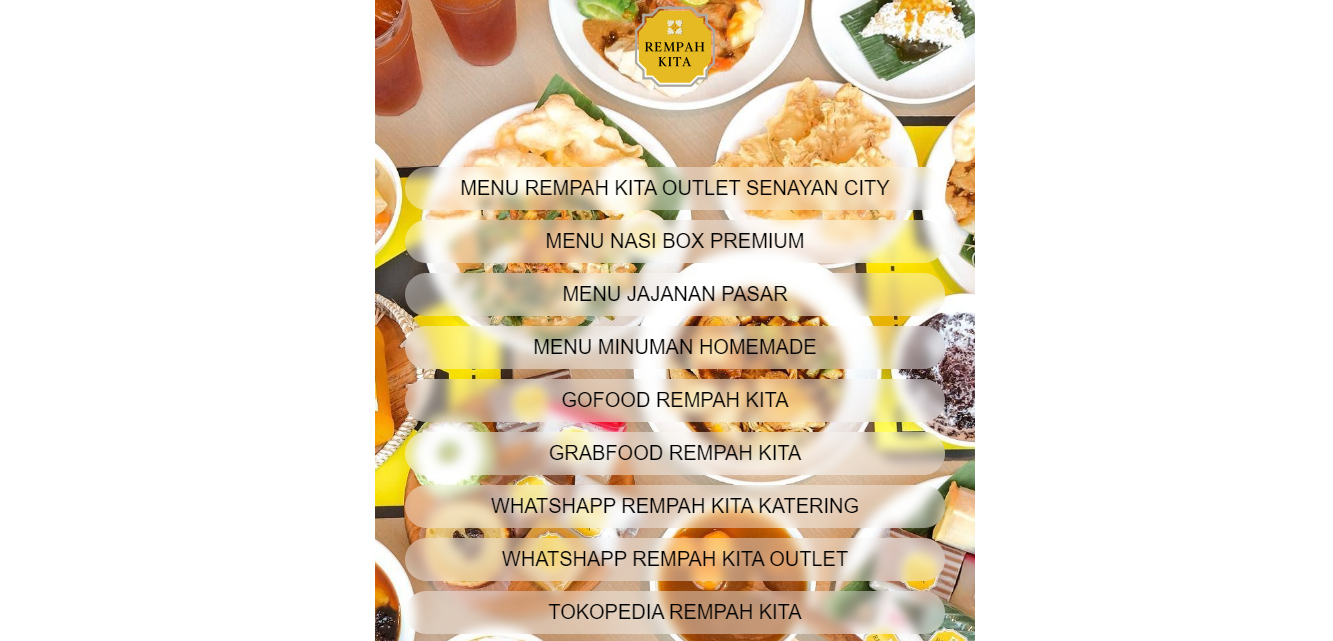 REMPAH
KITA
MENU REMPAH KITA OUTLET SENAYAN CITY
MENU NASI BOX PREMIUM
MENU JAJANAN PASAR
MENU MINUMAN HOMEMADE
GOFOOD REMPAH KITA
GRABFOOD REMPAH KITA
WHATSHAPP REMPAH KITA KATERING
WHATSHAPP REMPAH KITA OUTLET
TOKOPEDIA REMPAH KITA